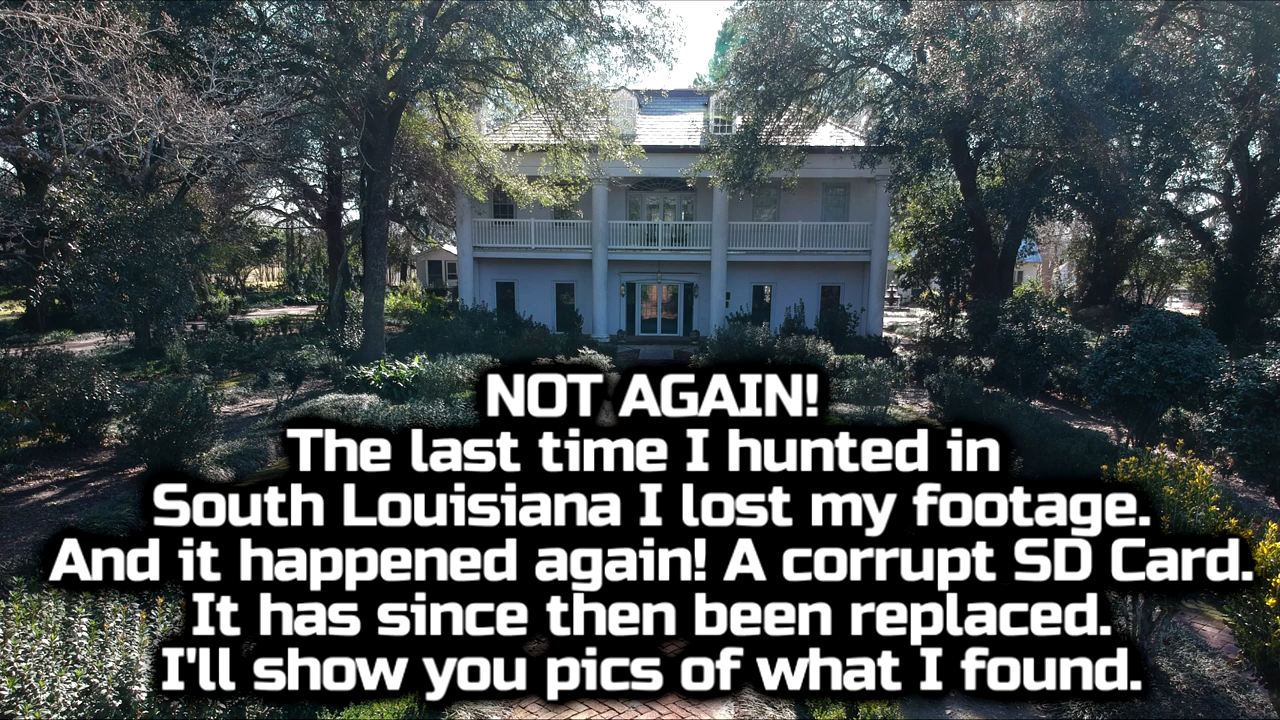 NOT AGAIN!
The last time I hunted in
South Louisiana I lost my footage.
And it happened again! A corrupt SD Card.
It has since then been replaced.
I'll show you pics of what I found.